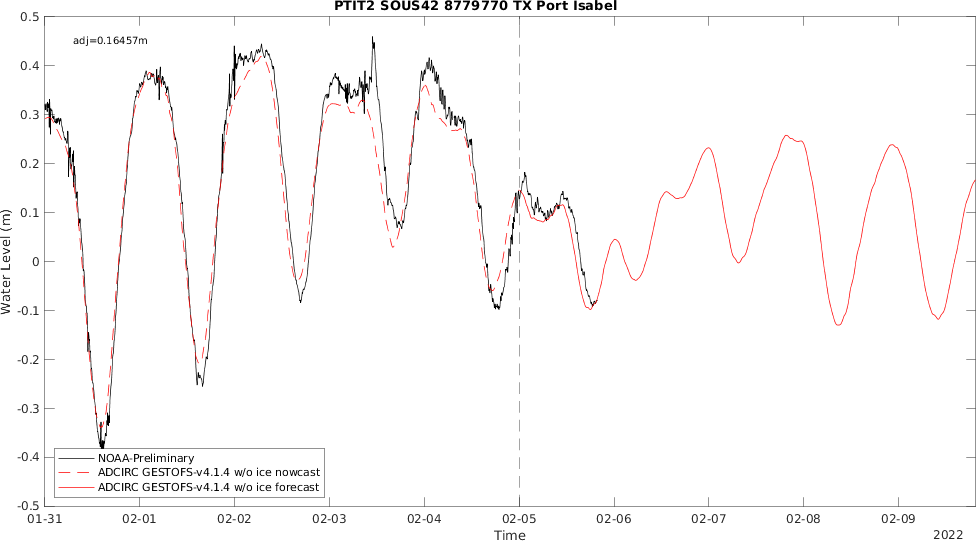 PTIT2 SOUS42 8779770 TX Port Isabel
adj=0.16457m
0.5
0.4
0.3
0.2
0.1
0
-0.1
-0.2
-0.3
-0.4
-0.5
Water Level (m)
NOAA-Preliminary
ADCIRC GESTOFS-v4.1.4 w/o ice nowcast
ADCIRC GESTOFS-v4.1.4 w/o ice forecast
01-31 02-01 02-02 02-03 02-04 02-05 02-06 02-07 02-08 02-09
Time
2022